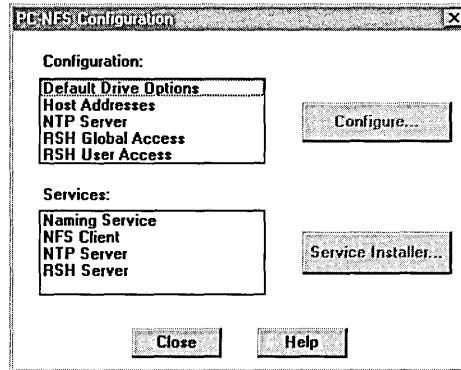 PC-NFS Configuration
Configuration:
Default Drive Options
Host Addresses
NTP Server
RSH Global Access
RSH User Access
Configure...
Services:
Naming Service
NFS Client
NTP Server
RSH Server
Service Installer...
Close
Help